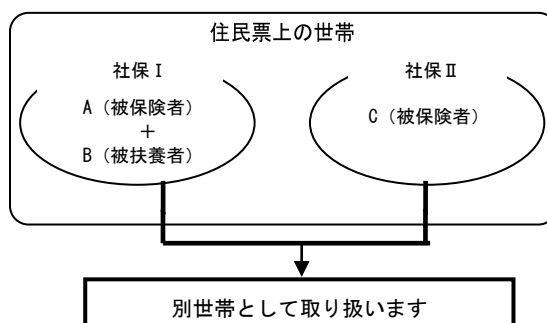 住民票上の世帯
社保Ⅰ
A(被保険者)
+
B(被扶養者)
社保Ⅱ
C(被保険者)
別世帯として取り扱います